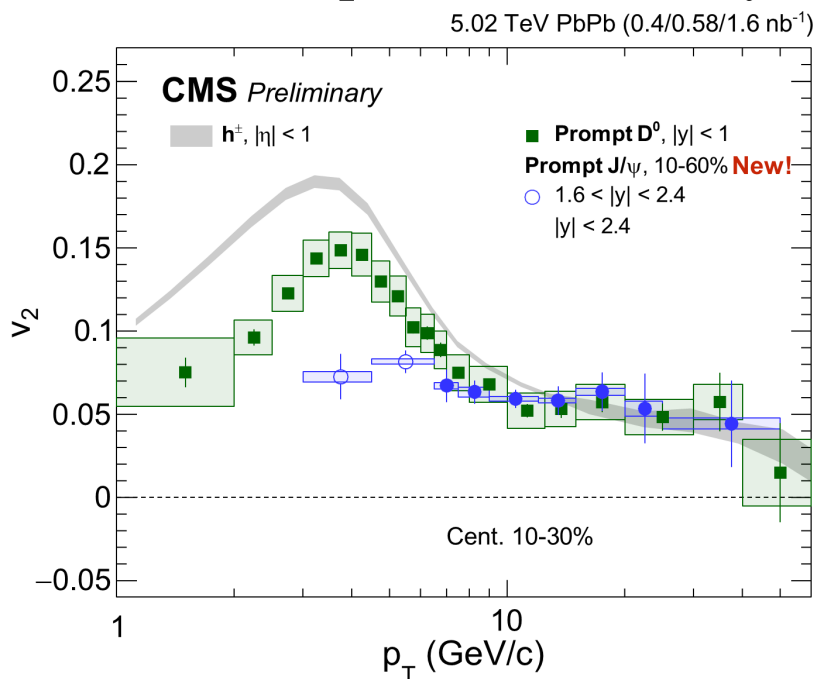 5.02 TeV PbPb (0.4/0.58/1.6 nb⁻¹)
CMS Preliminary
h±, |η| < 1
Prompt D⁰, |y| < 1
Prompt J/ψ, 10-60% New!
1.6 < |y| < 2.4
|y| < 2.4
0.25
0.2
0.15
0.1
0.05
0
−0.05
v₂
Cent. 10-30%
1
10
p_T (GeV/c)